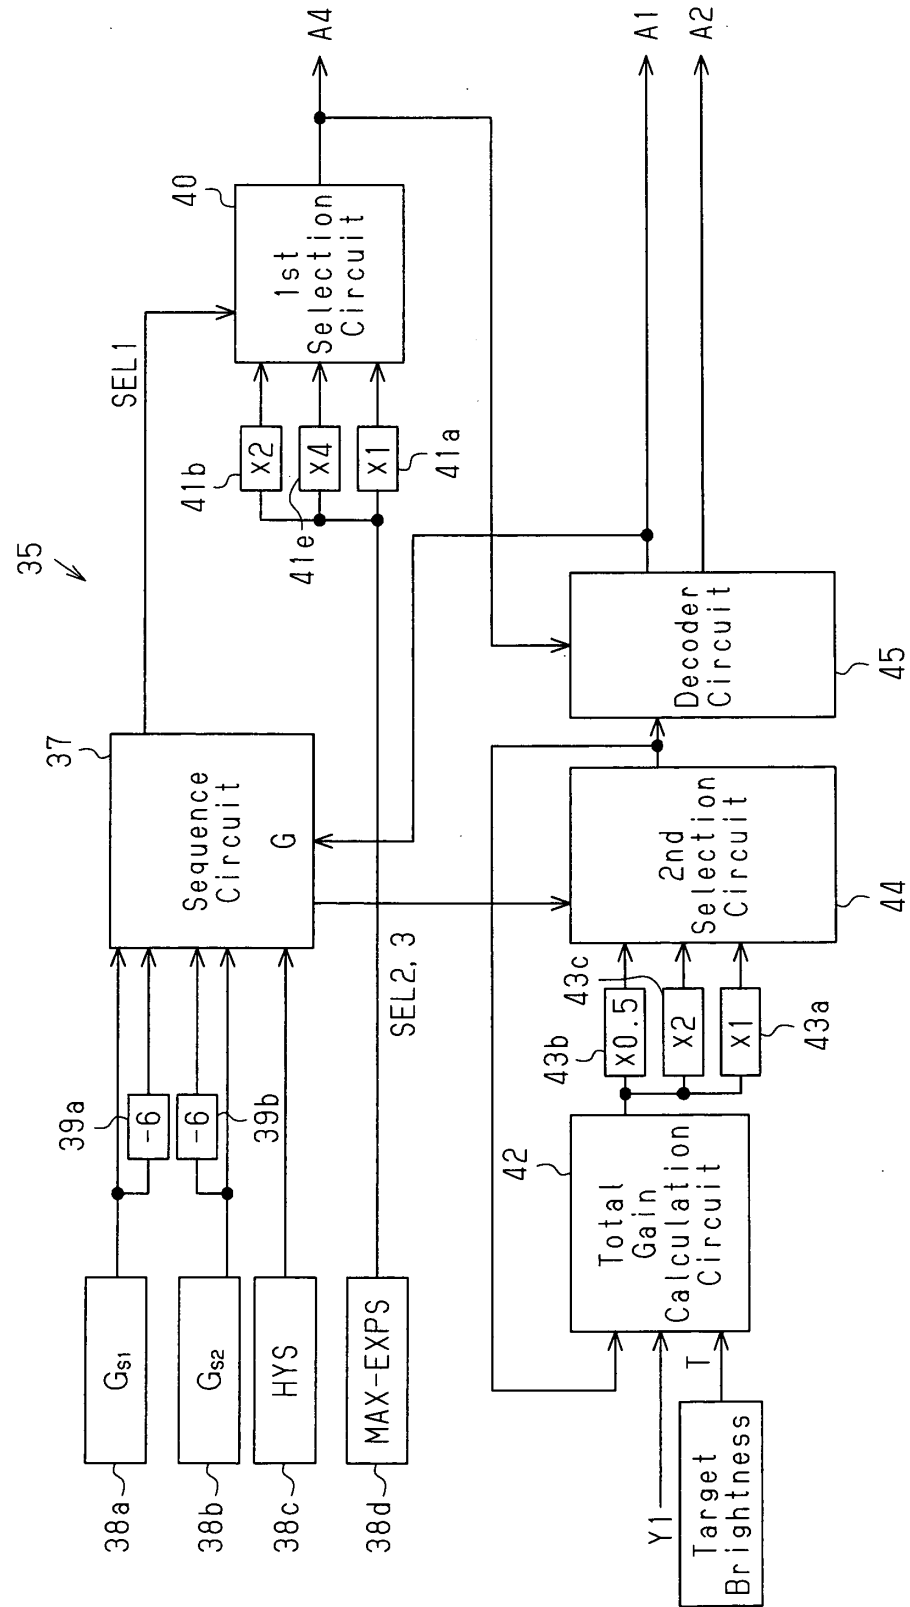 35
38a
GS1
39a
-6
38b
GS2
39b
-6
38c
HYS
38d
MAX-EXPS
37
Sequence
Circuit
G
SEL1
SEL2, 3
41b
X2
41e
X4
41a
X1
40
1st
Selection
Circuit
A4
Y1
T
Target
Brightness
42
Total
Gain
Calculation
Circuit
43b
X0.5
43c
X2
43a
X1
2nd
Selection
Circuit
44
Decoder
Circuit
45
A1
A2